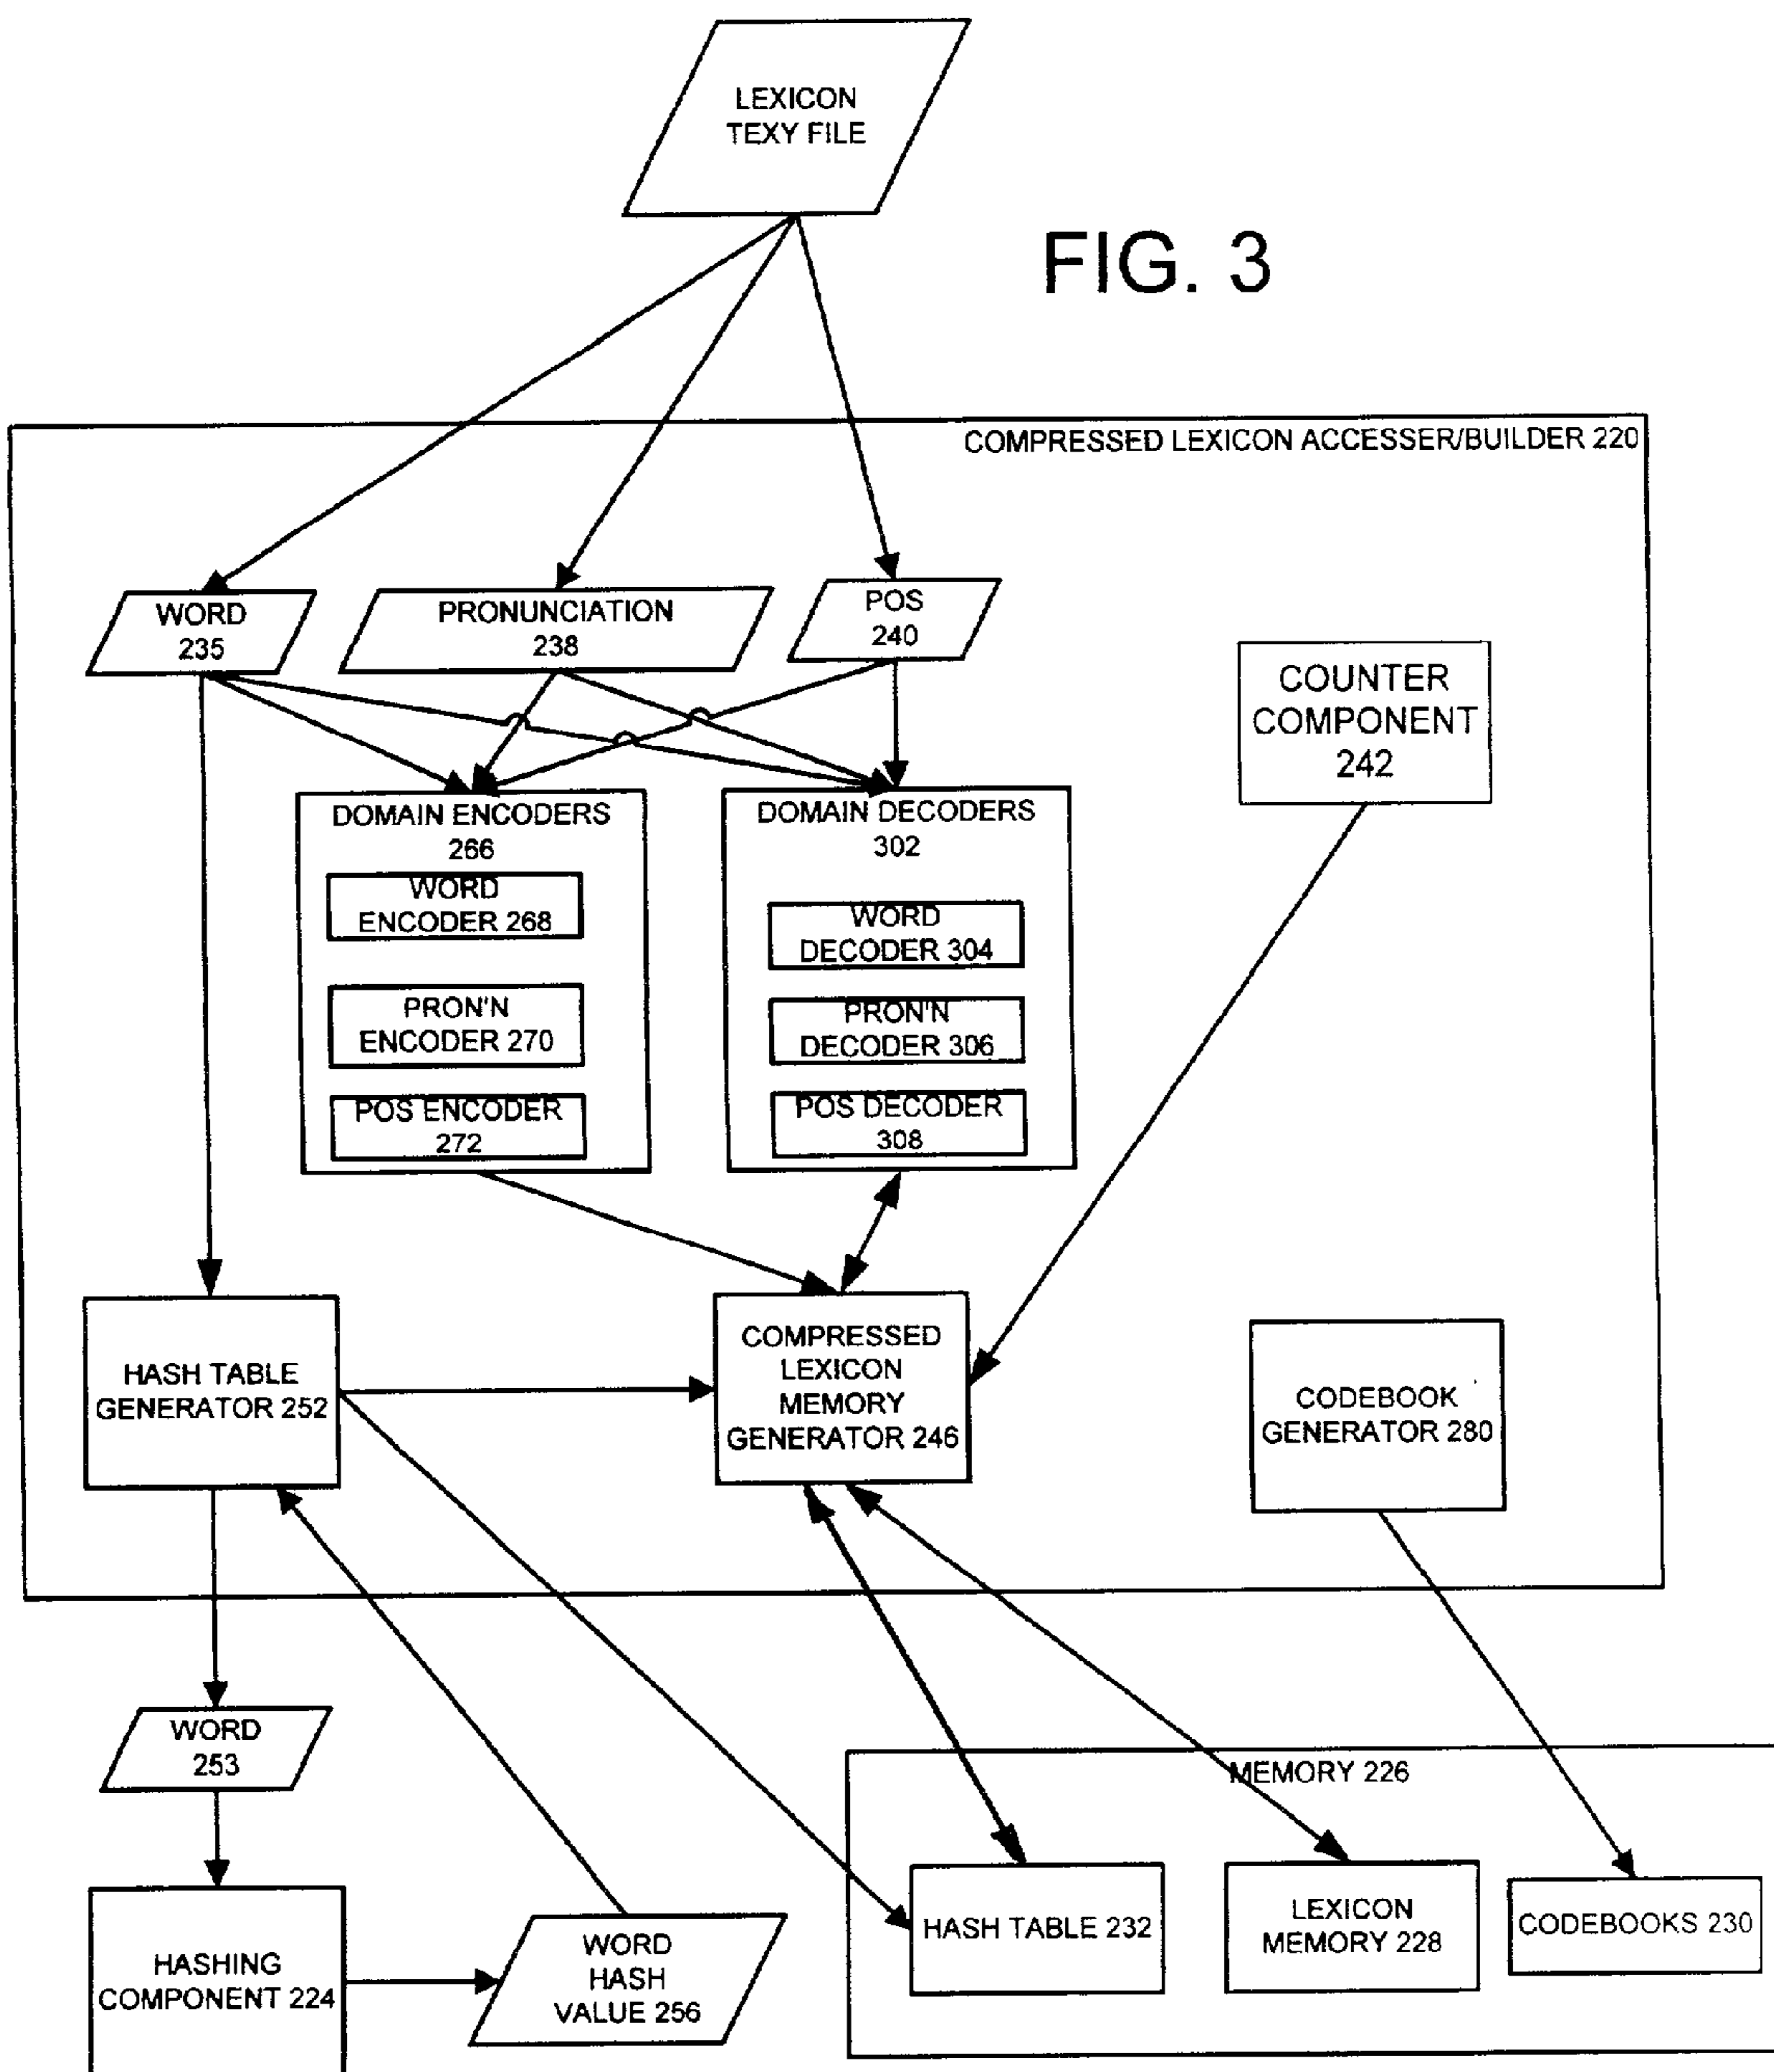 LEXICON
TEXY FILE
FIG. 3
COMPRESSED LEXICON ACCESSER/BUILDER 220
WORD
235
PRONUNCIATION
238
POS
240
COUNTER
COMPONENT
242
DOMAIN ENCODERS
266
WORD
ENCODER 268
PRON'N
ENCODER 270
POS ENCODER
272
DOMAIN DECODERS
302
WORD
DECODER 304
PRON'N
DECODER 306
POS DECODER
308
HASH TABLE
GENERATOR 252
COMPRESSED
LEXICON
MEMORY
GENERATOR 246
CODEBOOK
GENERATOR 280
WORD
253
MEMORY 226
HASH TABLE 232
LEXICON
MEMORY 228
CODEBOOKS 230
HASHING
COMPONENT 224
WORD
HASH
VALUE 256